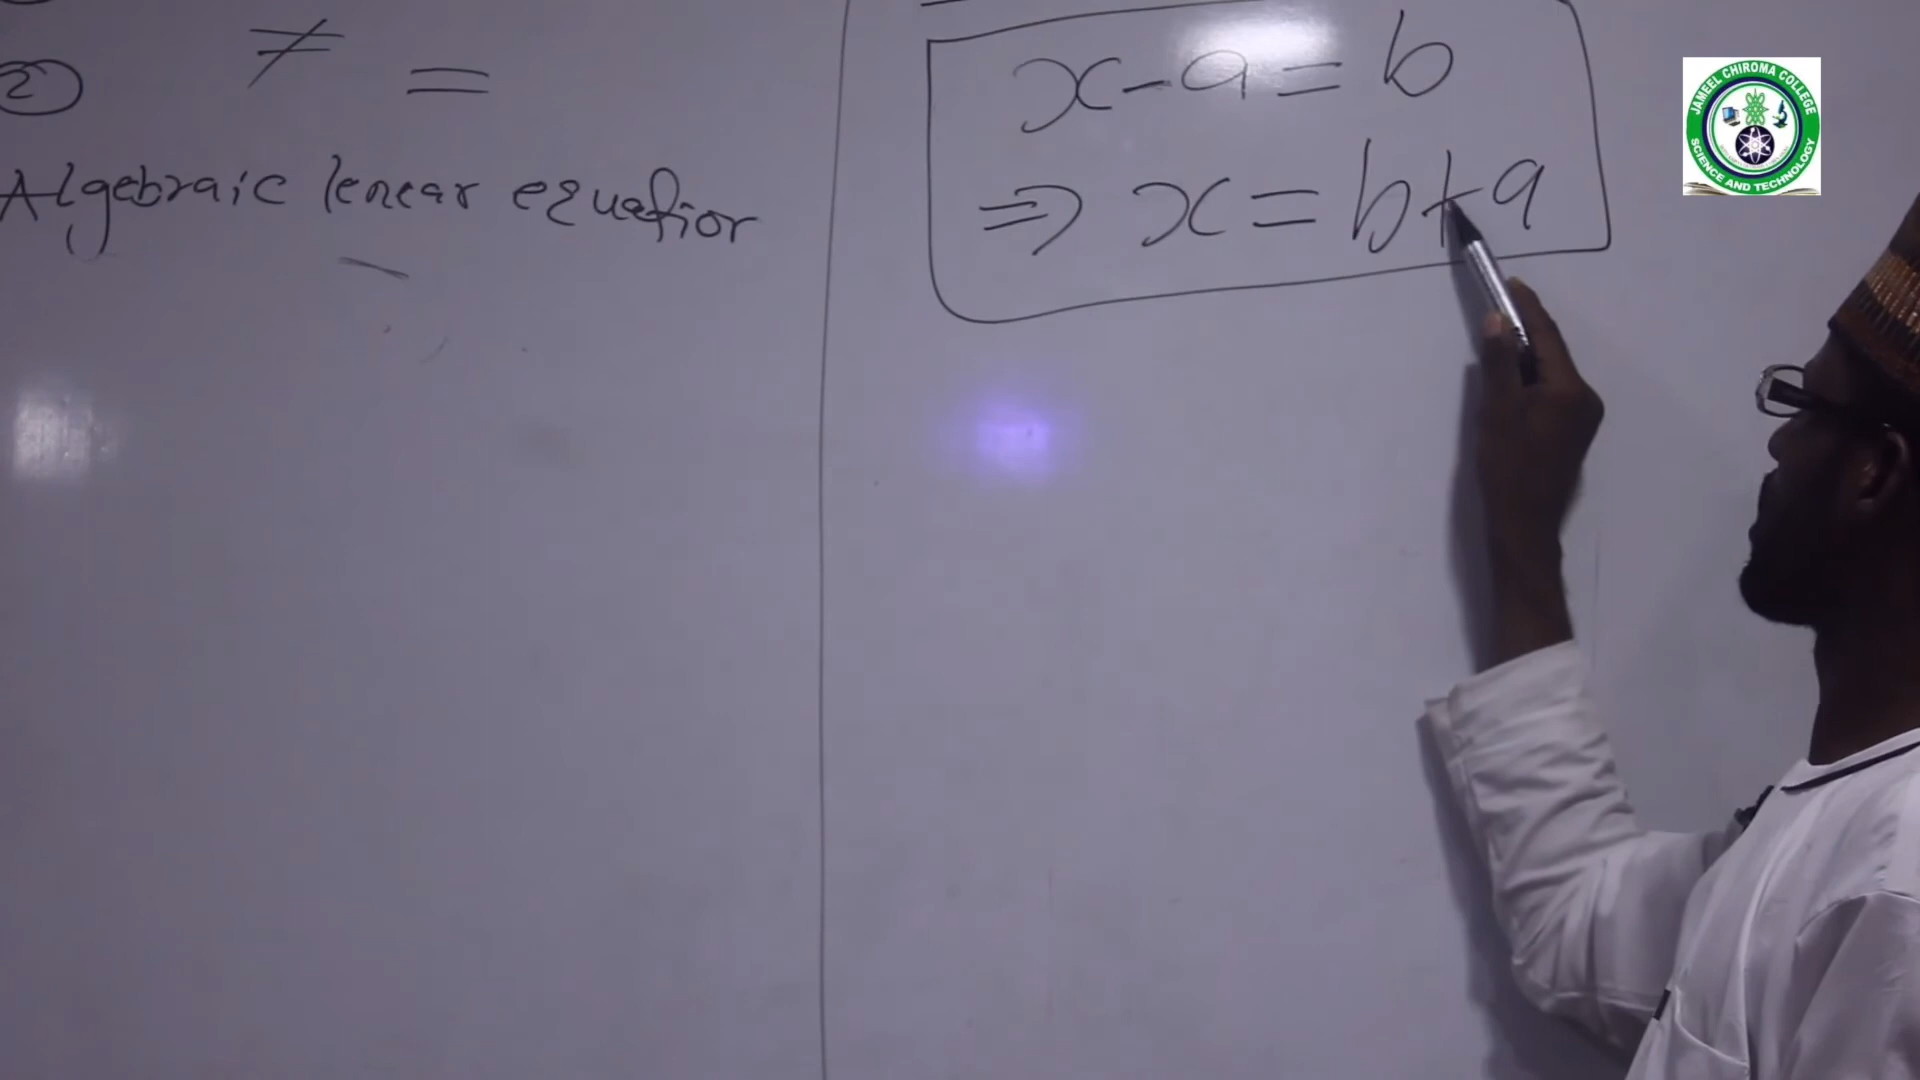 ≠ =
②
Algebraic lenear equation
x - a = b
⇒ x = b + a
JAMEEL CHIROMA COLLEGE
SCIENCE AND TECHNOLOGY